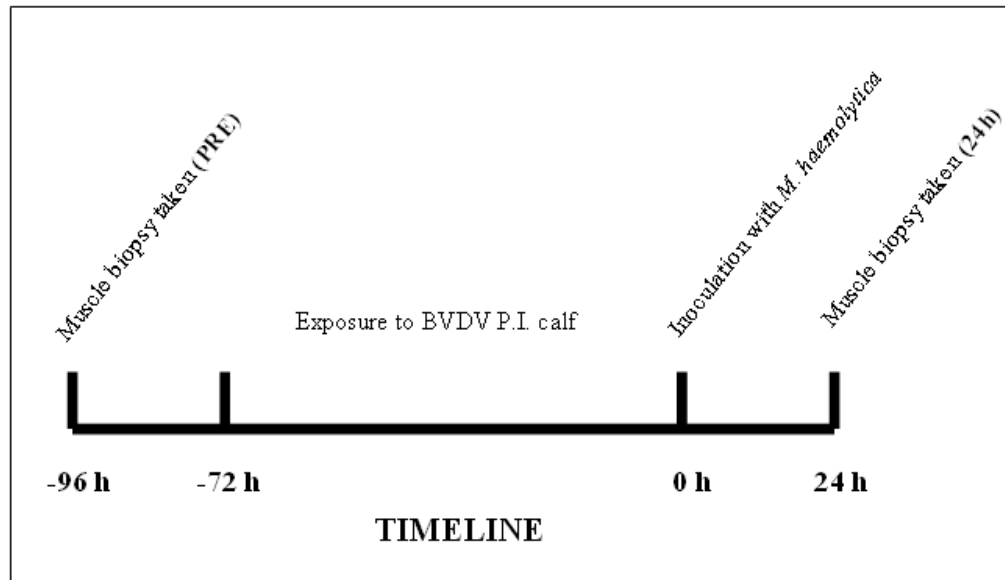 Muscle biopsy taken (PRE)
Exposure to BVDV P.I. calf
Inoculation with M. haemolytica
Muscle biopsy taken (24h)
-96 h
-72 h
0 h
24 h
TIMELINE